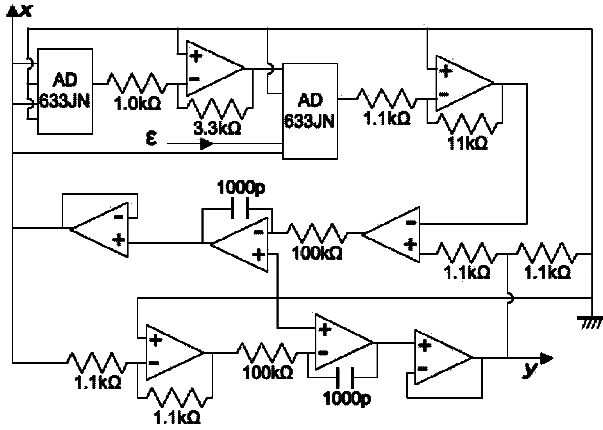 x
AD
633JN
+
−
1.0kΩ
3.3kΩ
AD
633JN
ε
+
−
1.1kΩ
11kΩ
−
+
1000p
−
+
100kΩ
−
+
1.1kΩ
1.1kΩ
+
−
1.1kΩ
1.1kΩ
100kΩ
+
−
1000p
+
−
y